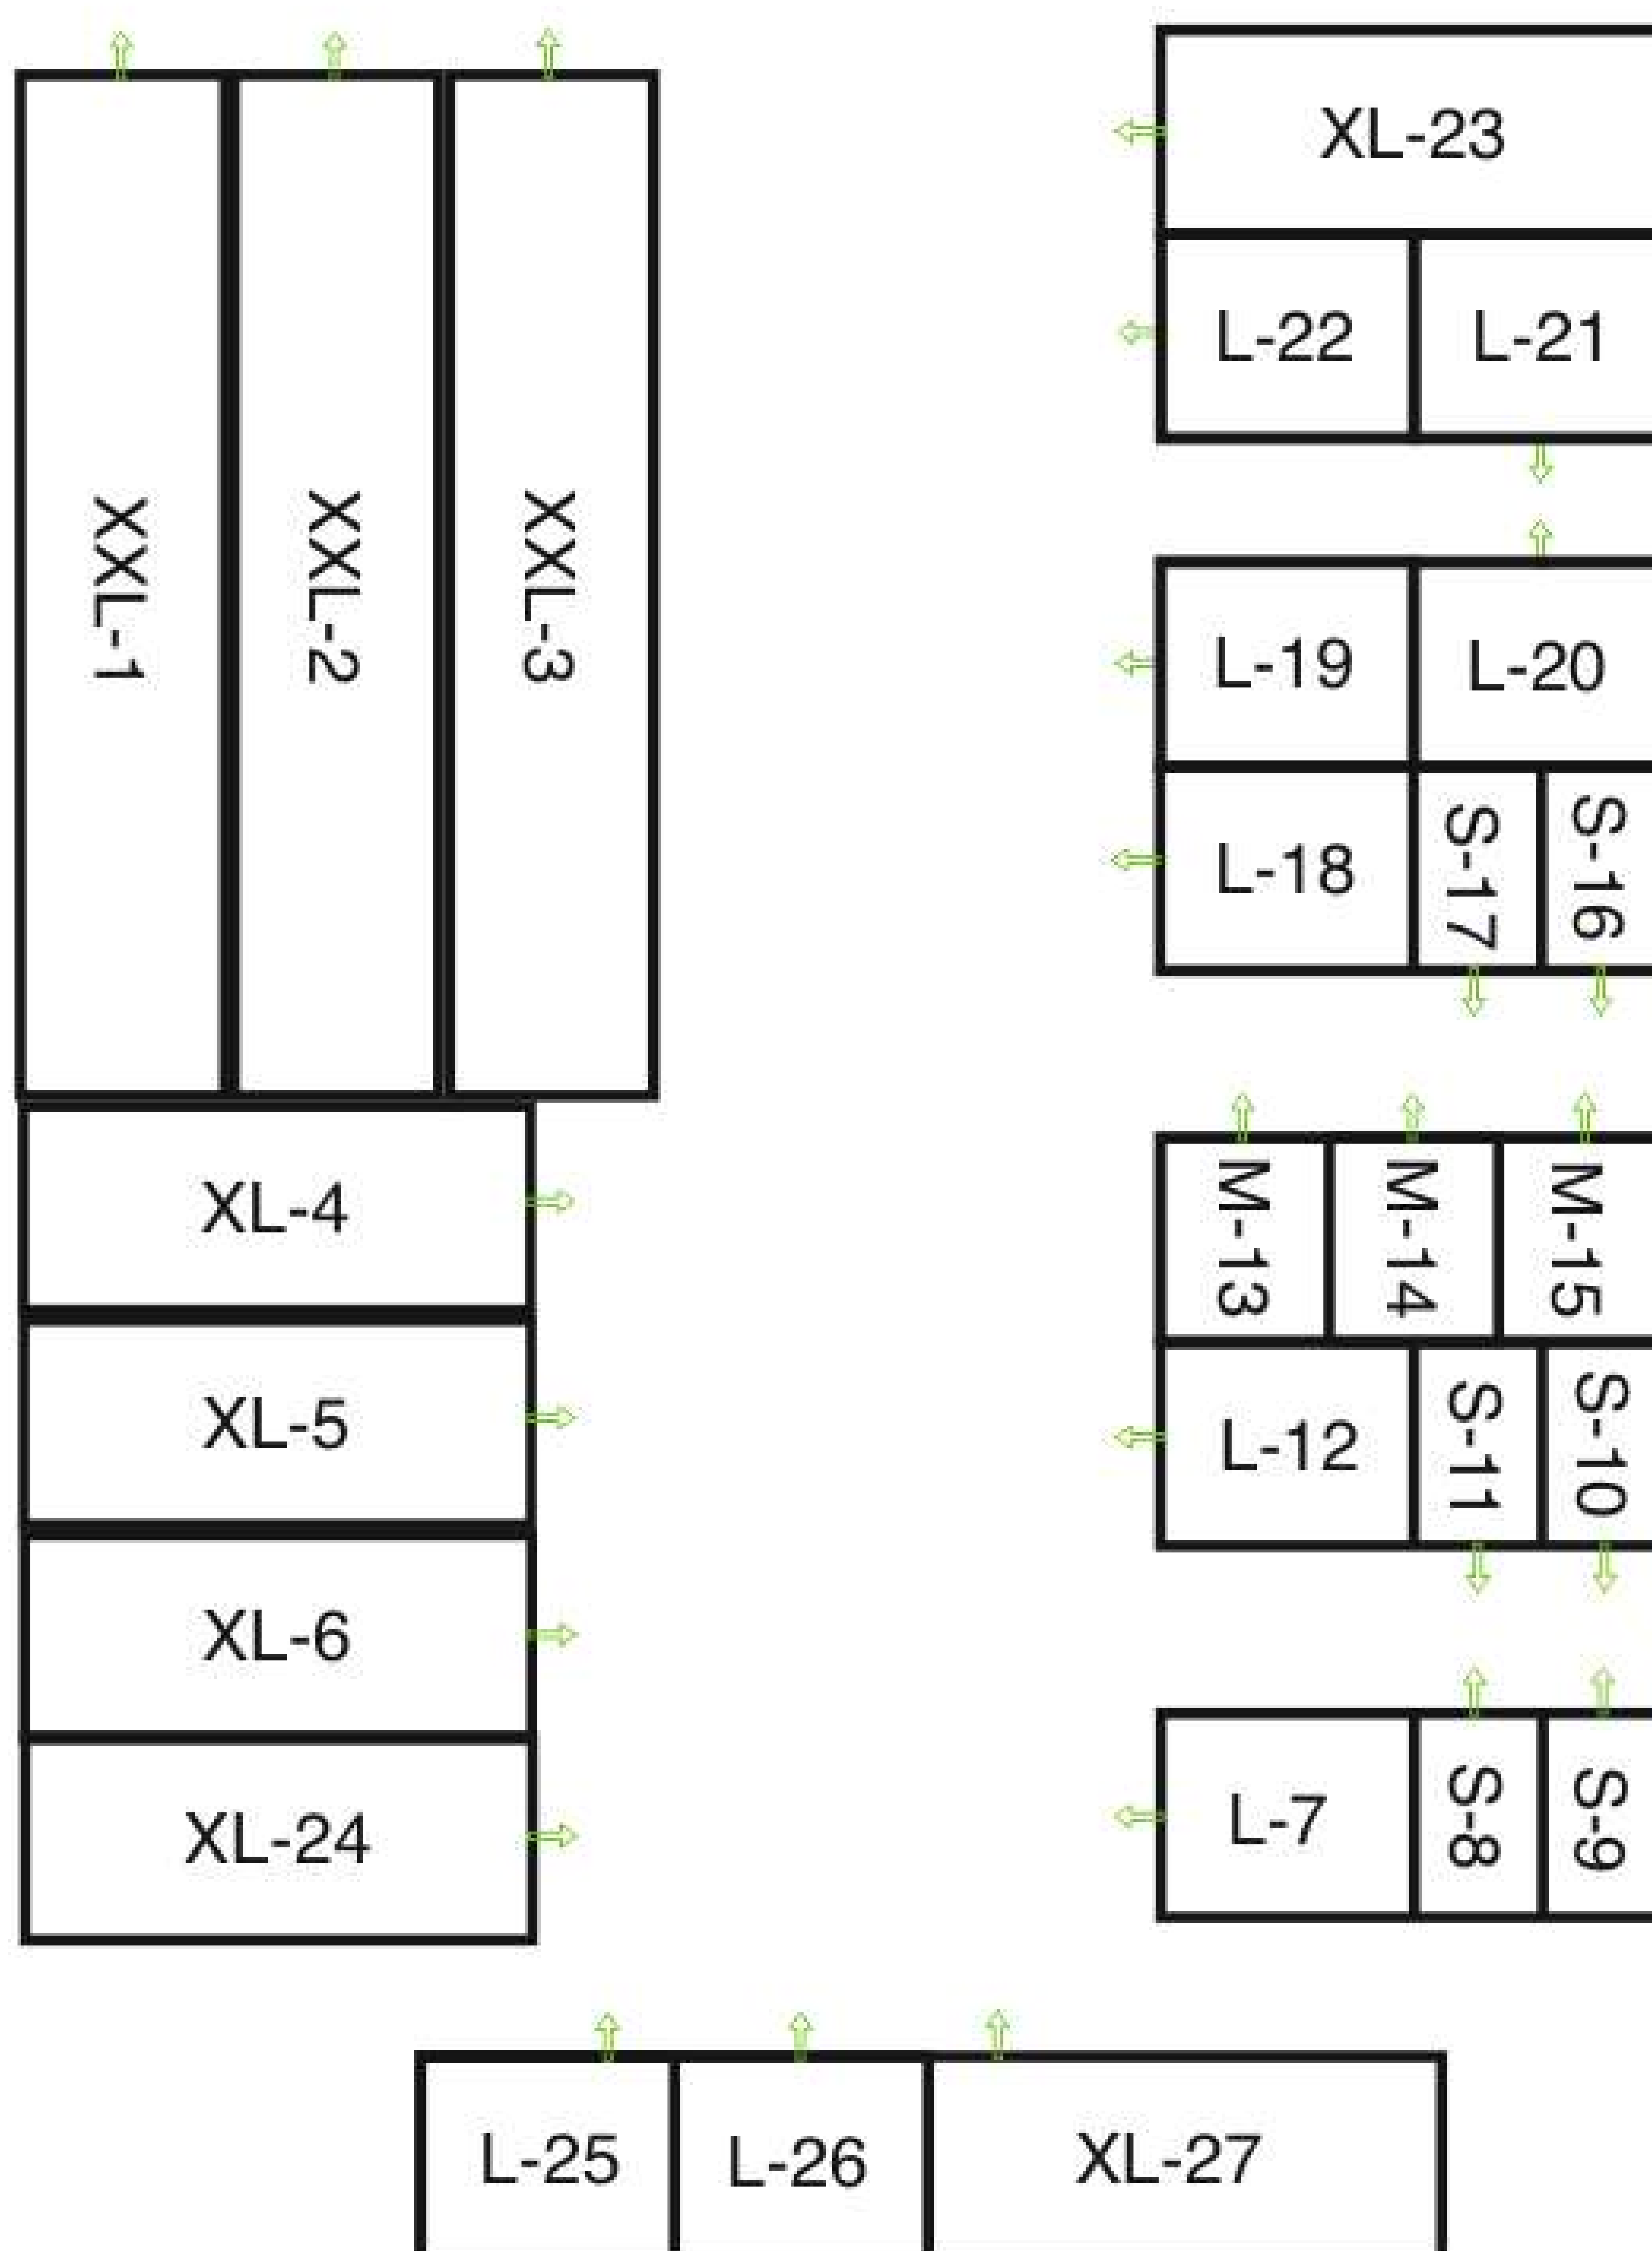 XXL-1
XXL-2
XXL-3
XL-4
XL-5
XL-6
XL-24
XL-23
L-22
L-21
L-19
L-20
L-18
S-17
S-16
M-13
M-14
M-15
L-12
S-11
S-10
L-7
S-8
S-9
L-25
L-26
XL-27